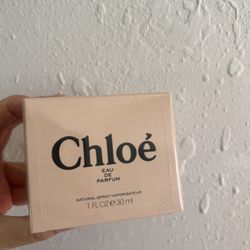 Chloé
EAU
DE
PARFUM
NATURAL SPRAY VAPORISATEUR
1 FL OZ e 30 ml